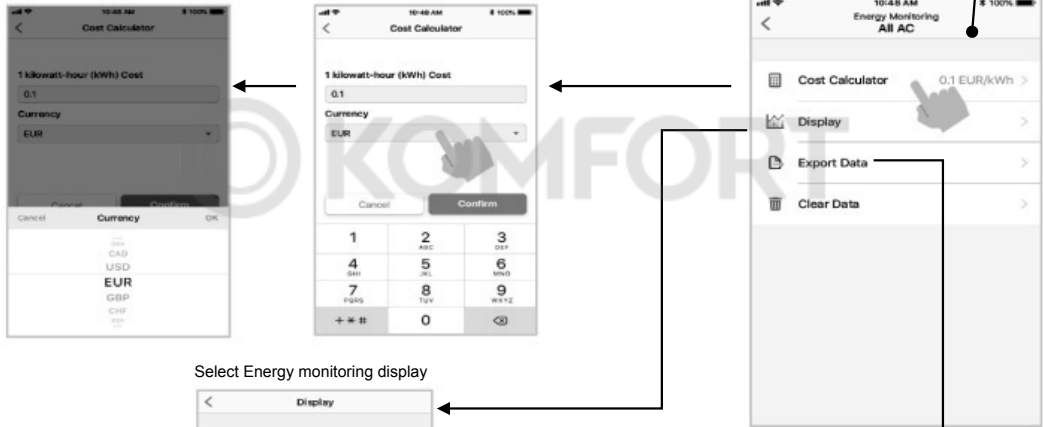 10:48 AM
100%
Cost Calculator
1 kilowatt-hour (kWh) Cost
0.1
Currency
EUR
Cancel
Confirm
Cancel
Currency
OK
CAD
USD
EUR
GBP
CHF
10:48 AM
100%
Cost Calculator
1 kilowatt-hour (kWh) Cost
0.1
Currency
EUR
Cancel
Confirm
1
2 ABC
3 DEF
4 GHI
5 JKL
6 MNO
7 PQRS
8 TUV
9 WXYZ
+ * #
0
10:48 AM
100%
Energy Monitoring
All AC
Cost Calculator 0.1 EUR/kWh >
Display >
Export Data >
Clear Data >
KOMFORT
Select Energy monitoring display
Display